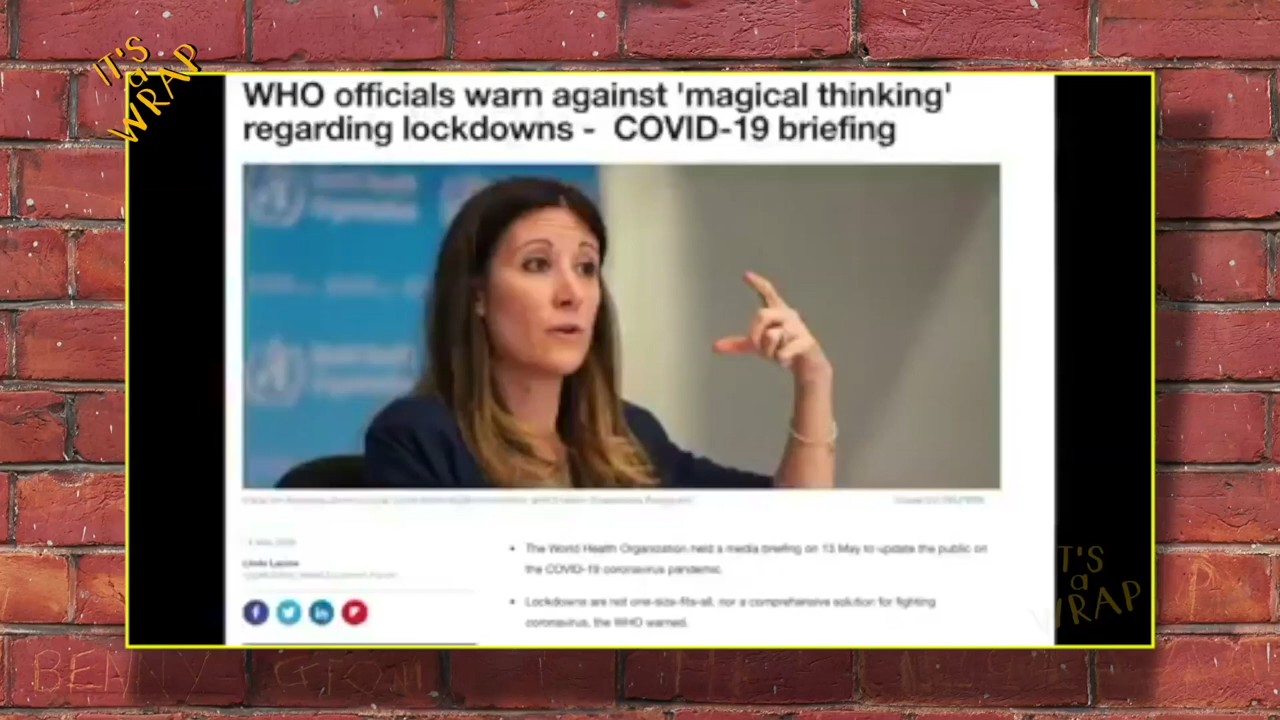 IT'S
a
WRAP
WHO officials warn against 'magical thinking'
regarding lockdowns - COVID-19 briefing
The World Health Organization held a media briefing on 13 May to update the public on
the COVID-19 coronavirus pandemic.
Lockdowns are not one-size-fits-all, nor a comprehensive solution for fighting
coronavirus, the WHO warned.
IT'S
a
WRAP